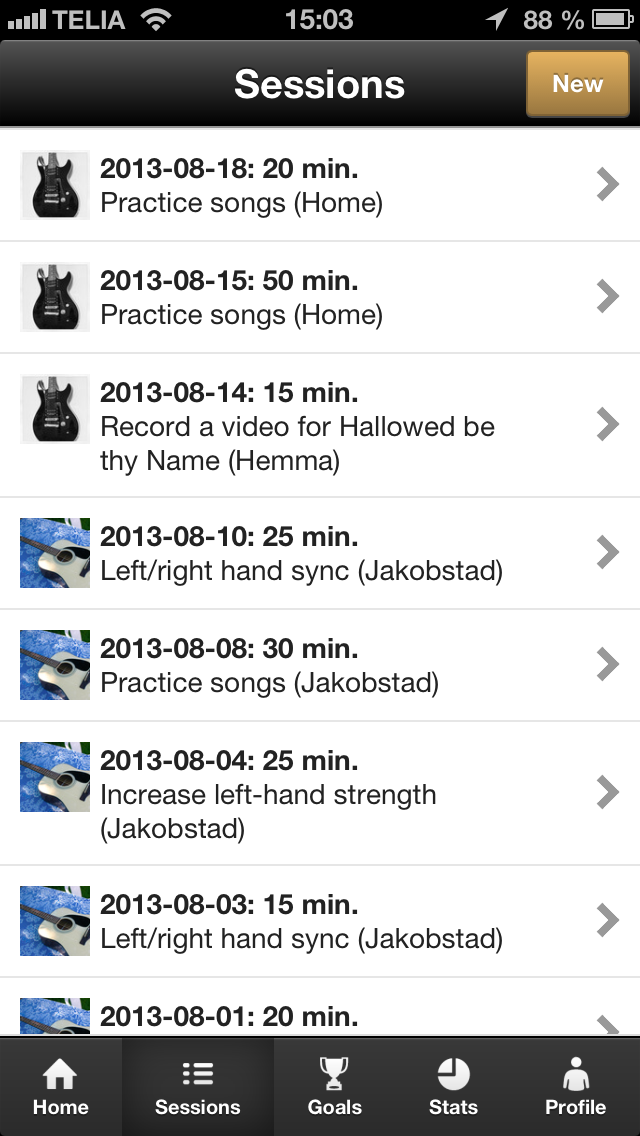 TELIA 15:03 88 %
Sessions New
2013-08-18: 20 min.
Practice songs (Home)
2013-08-15: 50 min.
Practice songs (Home)
2013-08-14: 15 min.
Record a video for Hallowed be
thy Name (Hemma)
2013-08-10: 25 min.
Left/right hand sync (Jakobstad)
2013-08-08: 30 min.
Practice songs (Jakobstad)
2013-08-04: 25 min.
Increase left-hand strength
(Jakobstad)
2013-08-03: 15 min.
Left/right hand sync (Jakobstad)
2013-08-01: 20 min.
Home Sessions Goals Stats Profile